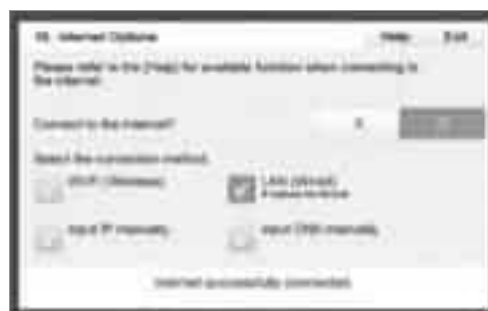 Internet Options
Help Exit
Please refer to the [Help] for available function when connecting to
the internet.
Connect to the Internet?
Select the connection method.
Wi-Fi (Wireless)
LAN (Wired)
Input IP manually
Input DNS manually
Internet successfully connected.